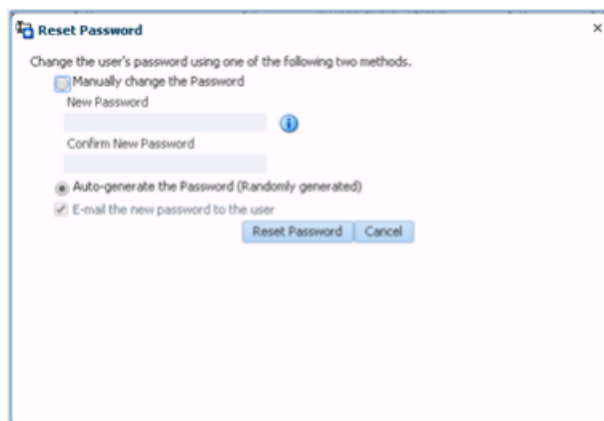 Reset Password
Change the user's password using one of the following two methods.
Manually change the Password
New Password
Confirm New Password
Auto-generate the Password (Randomly generated)
E-mail the new password to the user
Reset Password Cancel